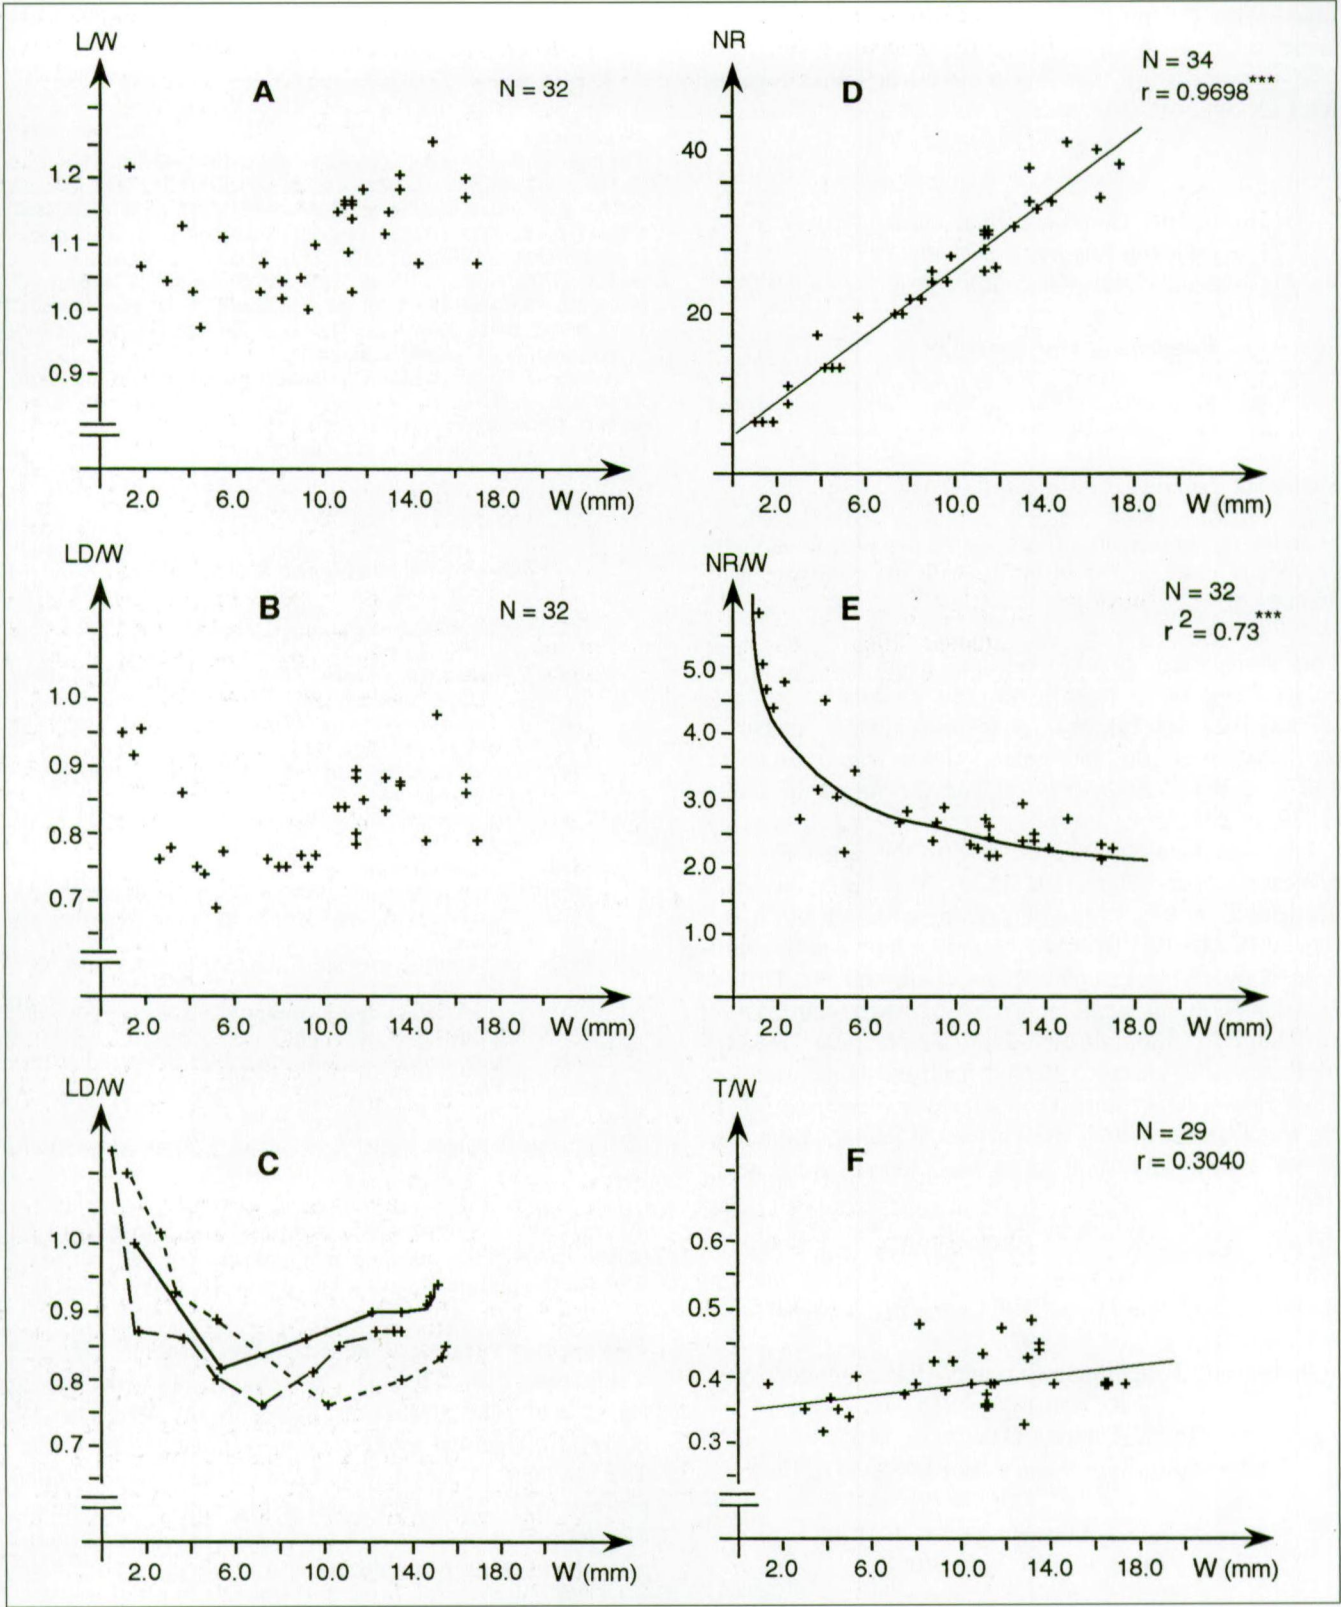 L/W
A
N = 32
1.2
1.1
1.0
0.9
2.0 6.0 10.0 14.0 18.0 W (mm)
NR
D
N = 34
r = 0.9698***
40
20
2.0 6.0 10.0 14.0 18.0 W (mm)
LD/W
B
N = 32
1.0
0.9
0.8
0.7
2.0 6.0 10.0 14.0 18.0 W (mm)
NR/W
E
N = 32
r 2 = 0.73***
5.0
4.0
3.0
2.0
1.0
2.0 6.0 10.0 14.0 18.0 W (mm)
LD/W
C
1.0
0.9
0.8
0.7
2.0 6.0 10.0 14.0 18.0 W (mm)
T/W
F
N = 29
r = 0.3040
0.6
0.5
0.4
0.3
2.0 6.0 10.0 14.0 18.0 W (mm)